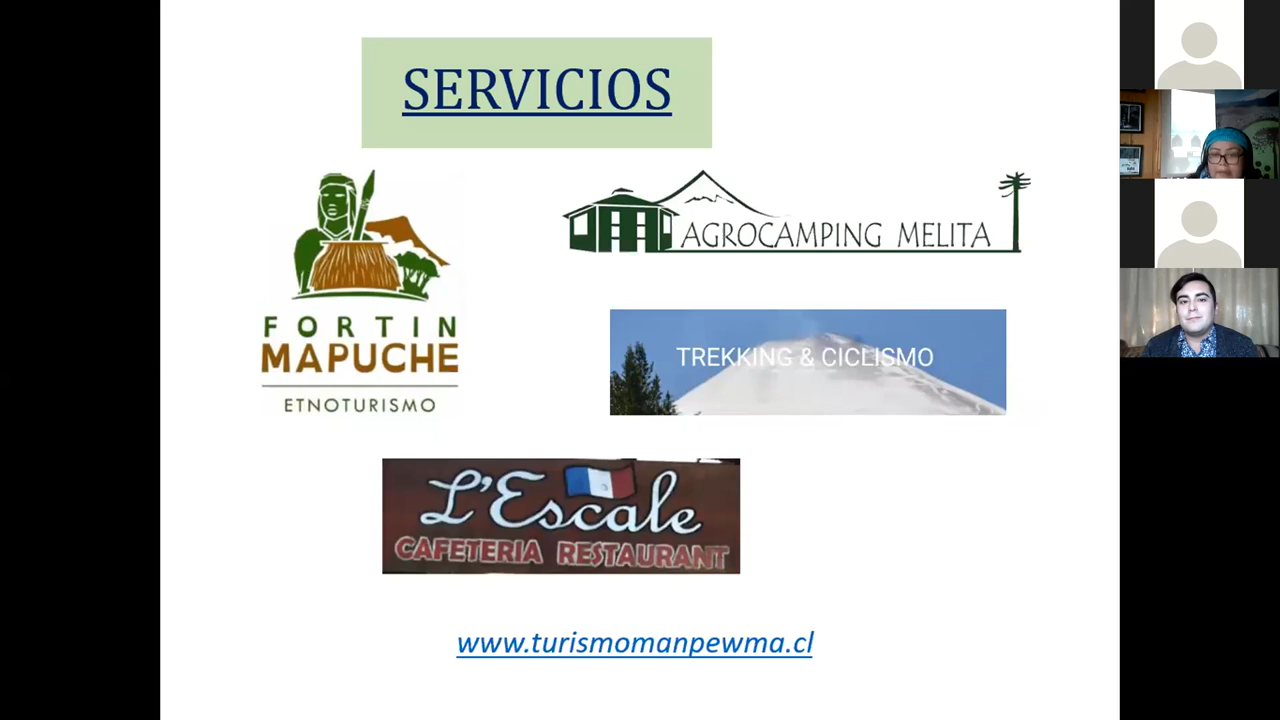 SERVICIOS
FORTIN
MAPUCHE
ETNOTURISMO
AGROCAMPING MELITA
TREKKING & CICLISMO
L'Escale
CAFETERIA RESTAURANT
www.turismomanpewma.cl